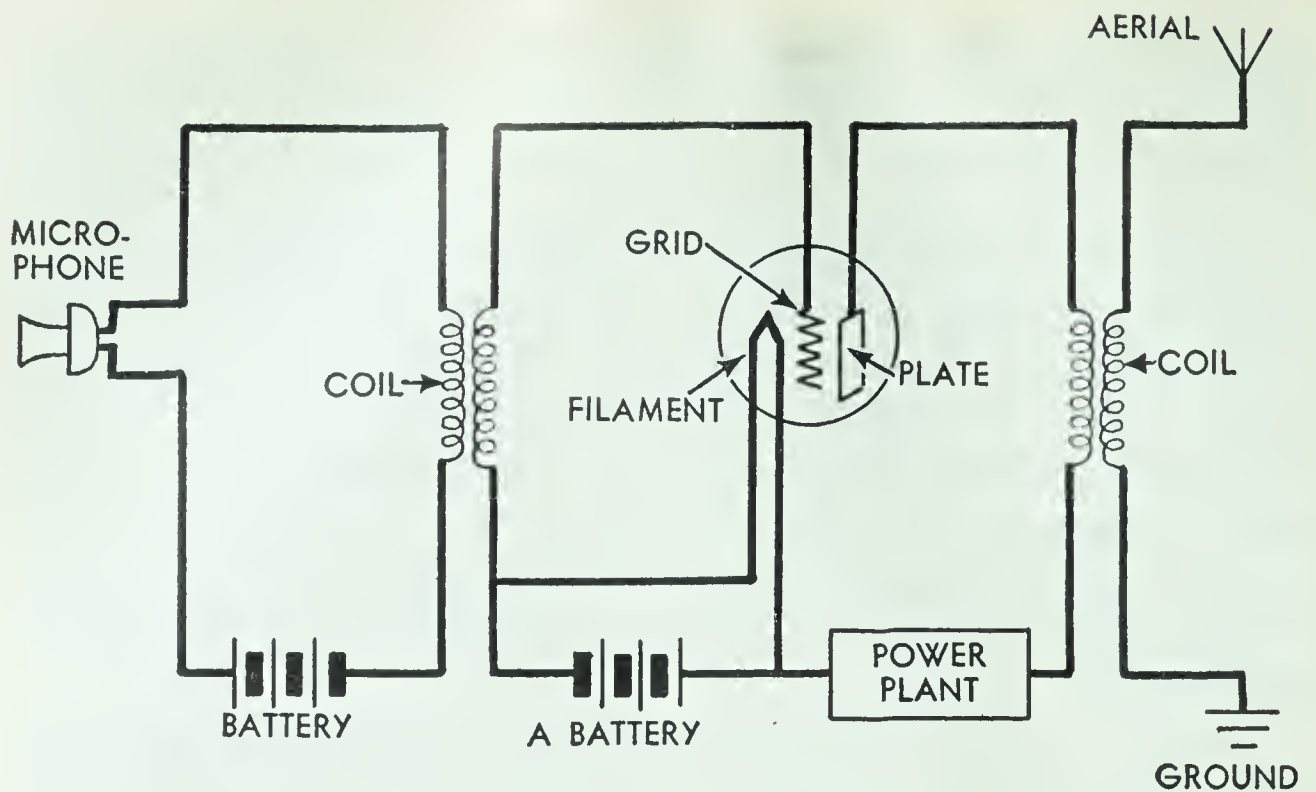 AERIAL
MICRO-
PHONE
GRID
COIL
FILAMENT
PLATE
COIL
BATTERY
A BATTERY
POWER
PLANT
GROUND